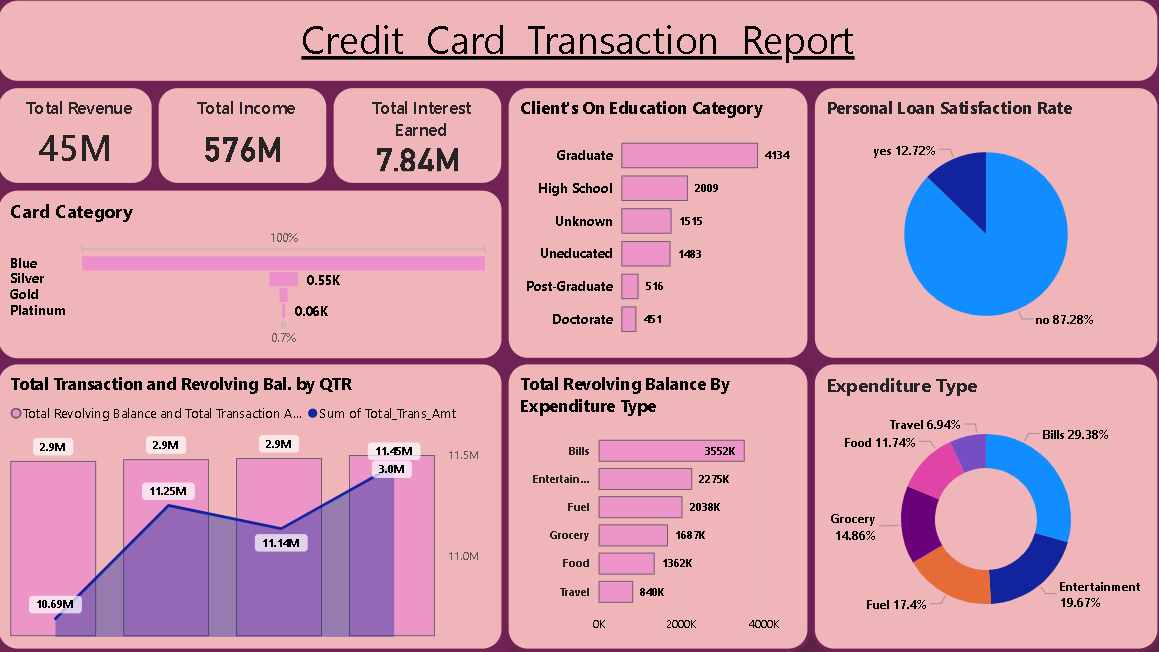 Credit Card Transaction Report
Total Revenue
45M
Total Income
576M
Total Interest
Earned
7.84M
Client's On Education Category
Graduate 4134
High School 2009
Unknown 1515
Uneducated 1483
Post-Graduate 516
Doctorate 451
Personal Loan Satisfaction Rate
yes 12.72%
no 87.28%
Card Category
100%
Blue
Silver 0.55K
Gold
Platinum 0.06K
0.7%
Total Transaction and Revolving Bal. by QTR
Total Revolving Balance and Total Transaction A... Sum of Total_Trans_Amt
2.9M 2.9M 2.9M 11.45M 11.5M
3.0M
11.25M
11.14M
11.0M
10.69M
Total Revolving Balance By
Expenditure Type
Bills 3552K
Entertain... 2275K
Fuel 2038K
Grocery 1687K
Food 1362K
Travel 840K
0K 2000K 4000K
Expenditure Type
Travel 6.94%
Bills 29.38%
Food 11.74%
Grocery
14.86%
Entertainment
19.67%
Fuel 17.4%